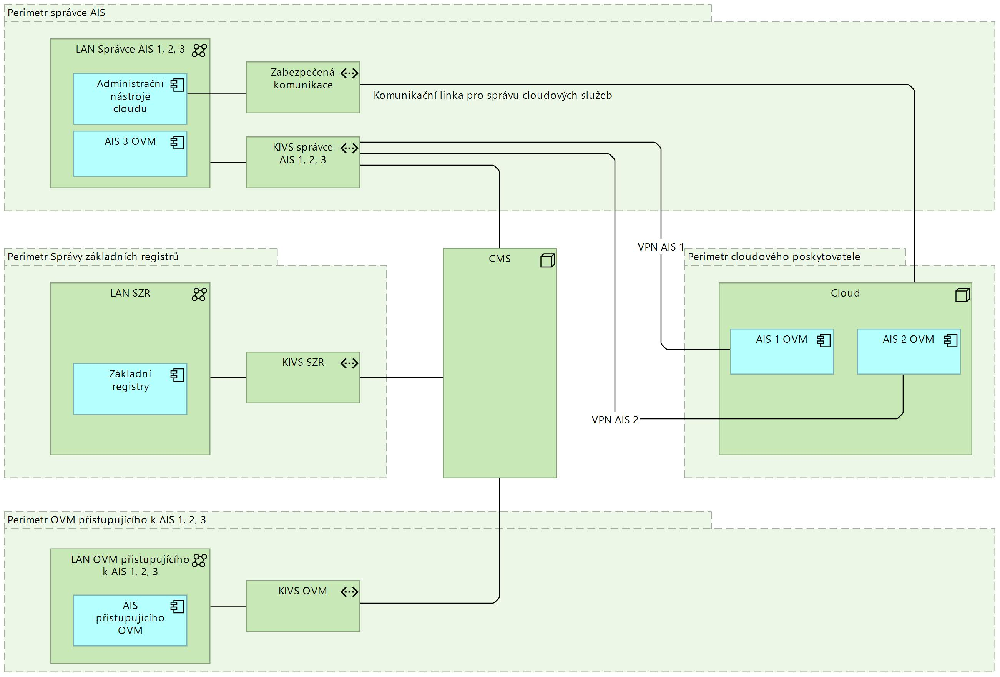 Perimetr správce AIS
LAN Správce AIS 1, 2, 3
Administrační
nástroje
cloudu
AIS 3 OVM
Zabezpečená
komunikace
Komunikační linka pro správu cloudových služeb
KIVS správce
AIS 1, 2, 3
VPN AIS 1
Perimetr Správy základních registrů
LAN SZR
Základní
registry
KIVS SZR
CMS
VPN AIS 2
Perimetr cloudového poskytovatele
Cloud
AIS 1 OVM
AIS 2 OVM
Perimetr OVM přistupujícího k AIS 1, 2, 3
LAN OVM přistupujícího
k AIS 1, 2, 3
AIS
přistupujícího
OVM
KIVS OVM